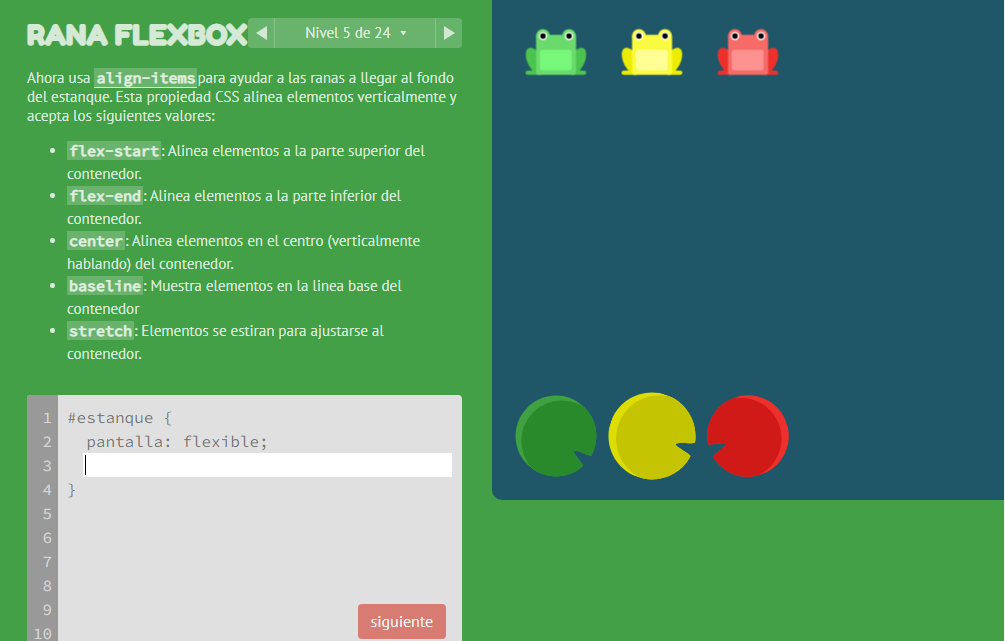 RANA FLEXBOX
Nivel 5 de 24
Ahora usa align-items para ayudar a las ranas a llegar al fondo
del estanque. Esta propiedad CSS alinea elementos verticalmente y
acepta los siguientes valores:
flex-start: Alinea elementos a la parte superior del
contenedor.
flex-end: Alinea elementos a la parte inferior del
contenedor.
center: Alinea elementos en el centro (verticalmente
hablando) del contenedor.
baseline: Muestra elementos en la linea base del
contenedor
stretch: Elementos se estiran para ajustarse al
contenedor.
1 #estanque {
2 pantalla: flexible;
3
4 }
5
6
7
8
9
10
siguiente